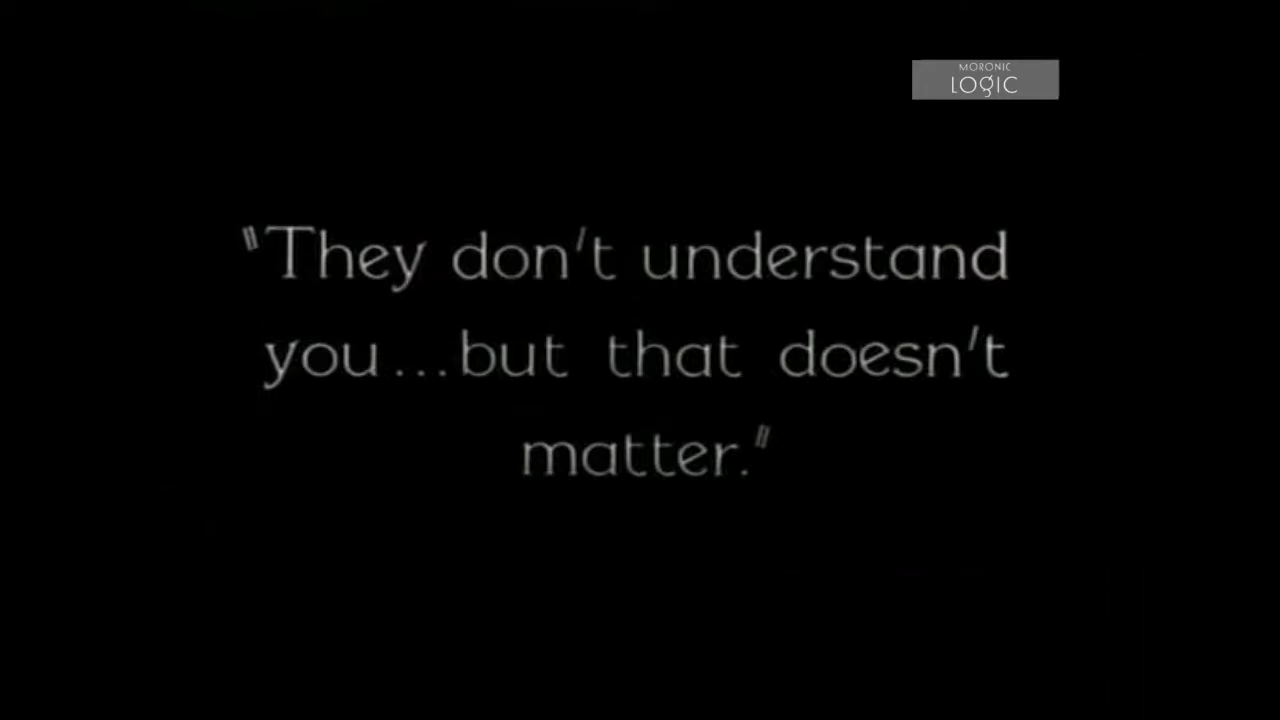 MORONIC
LOGIC
"They don't understand
you...but that doesn't
matter."